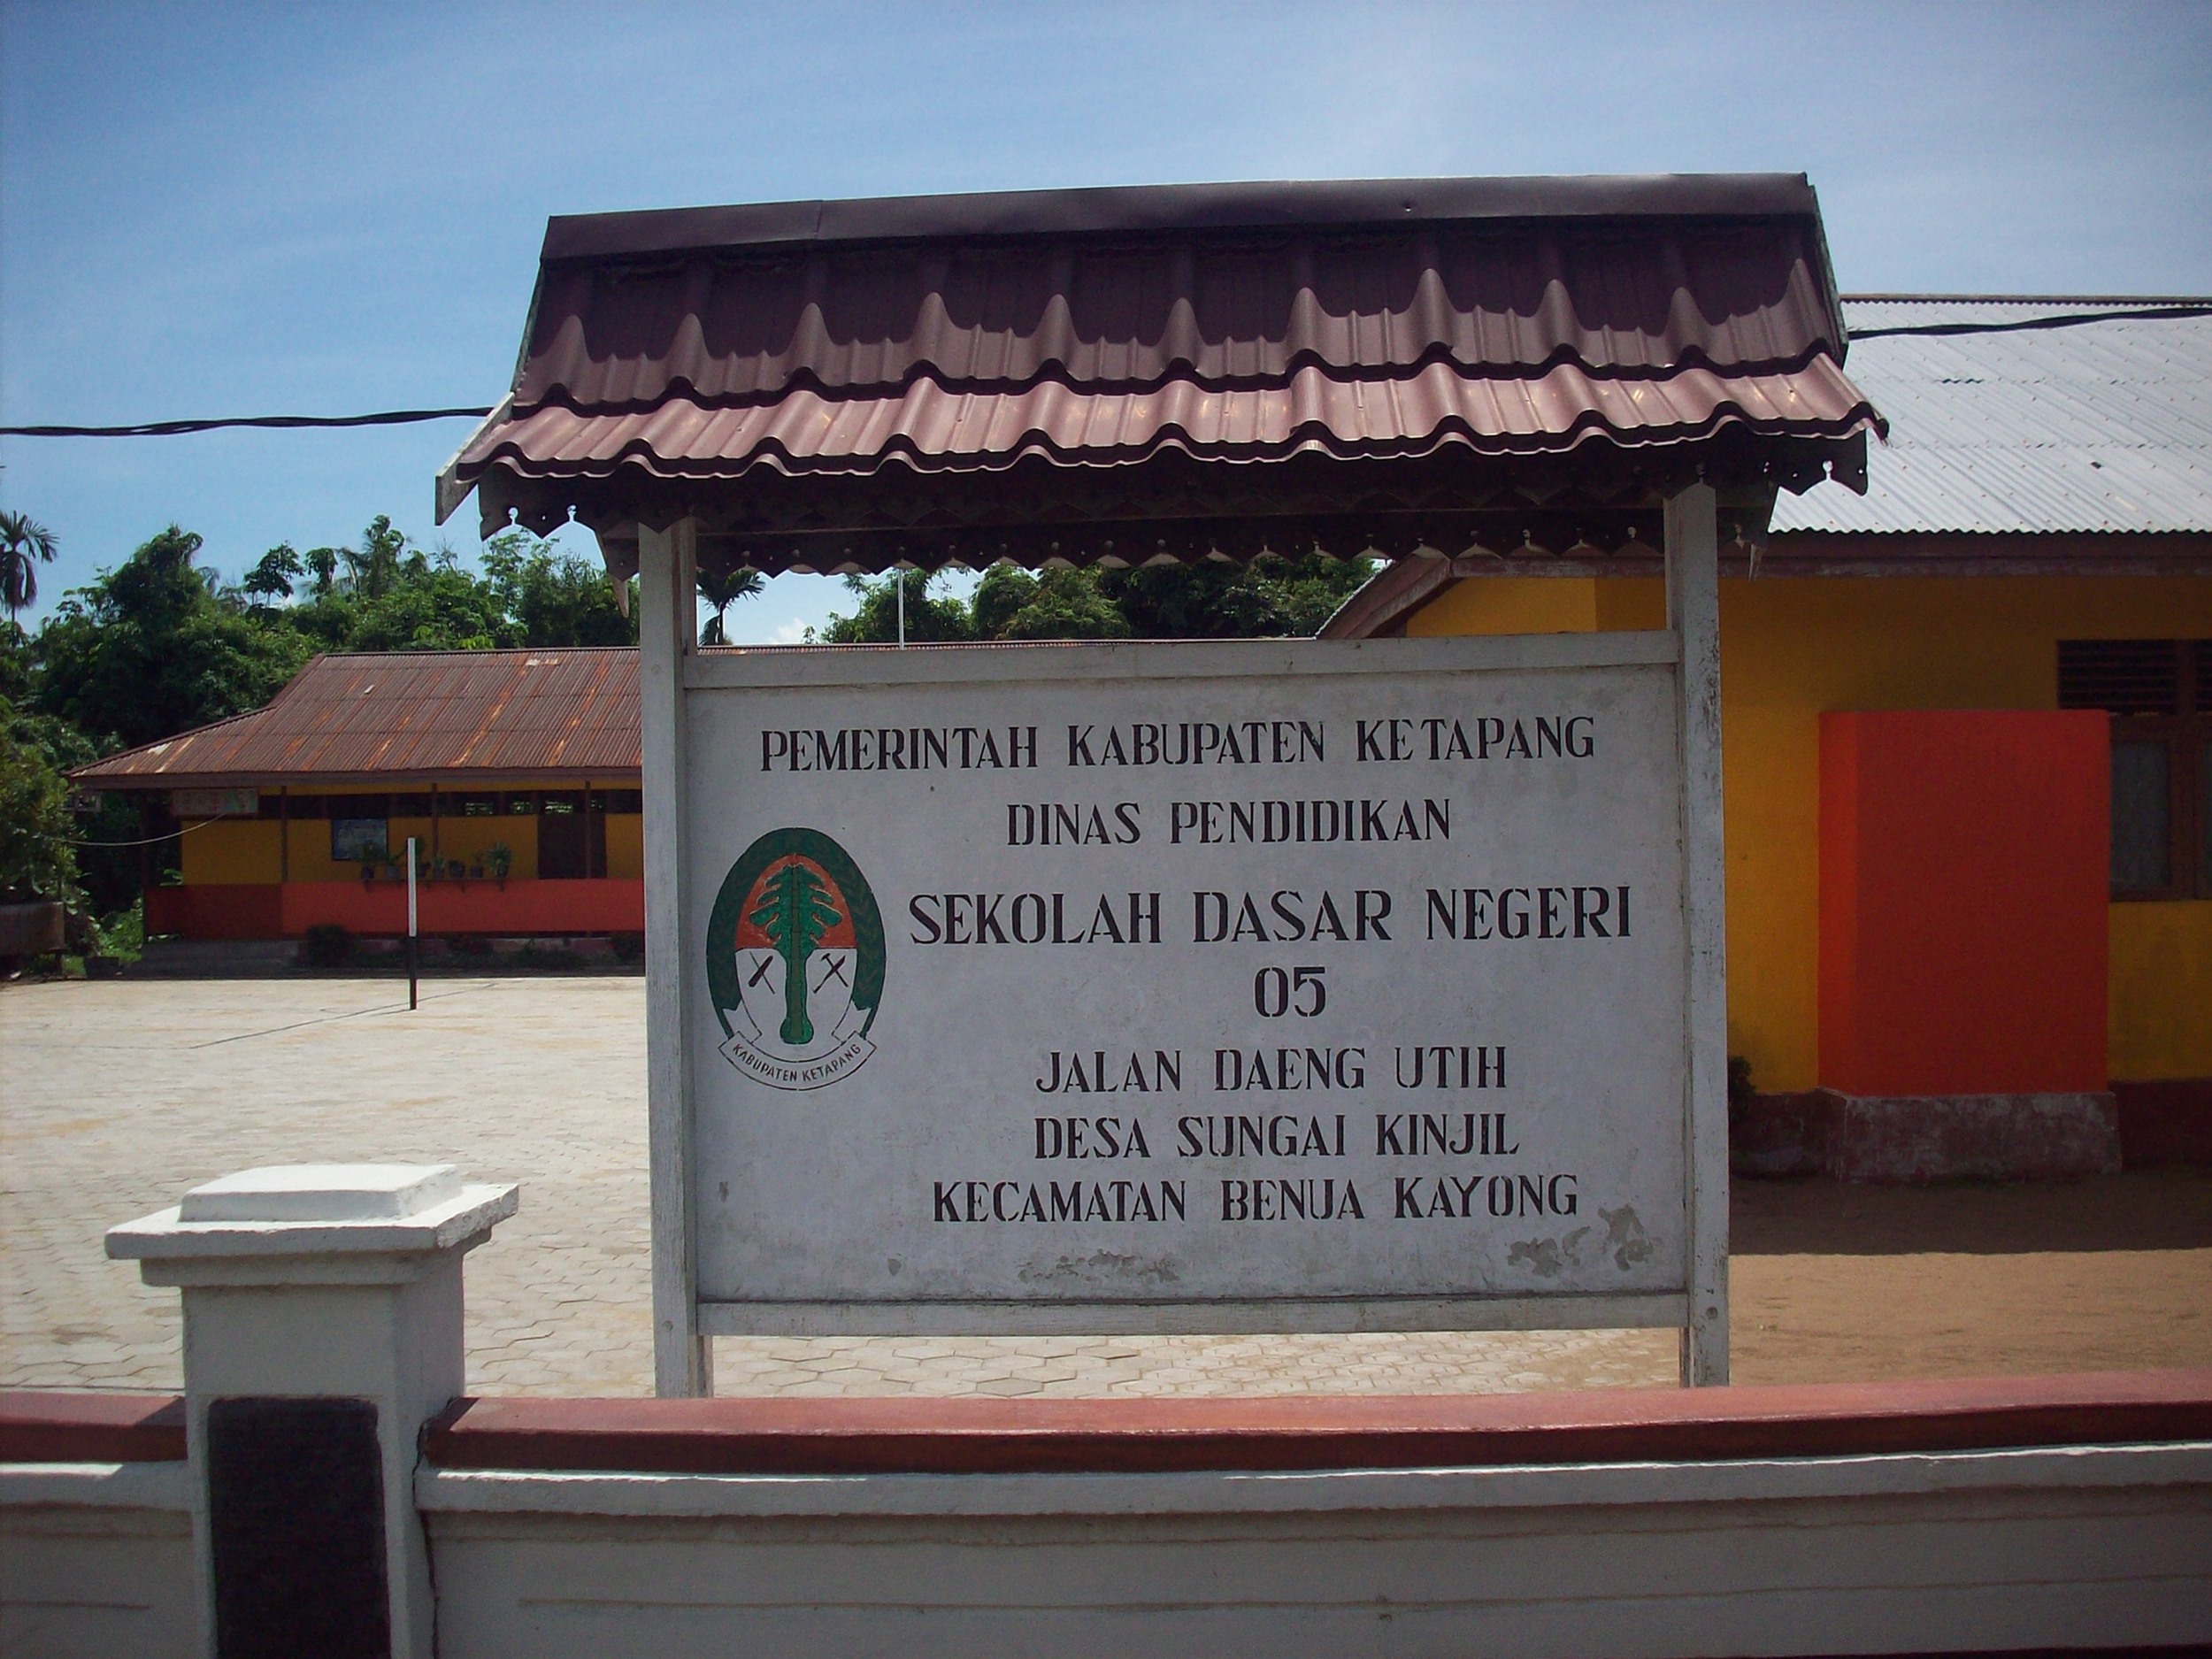 PEMERINTAH KABUPATEN KETAPANG
DINAS PENDIDIKAN
SEKOLAH DASAR NEGERI
05
JALAN DAENG UTIH
DESA SUNGAI KINJIL
KECAMATAN BENUA KAYONG
KABUPATEN KETAPANG